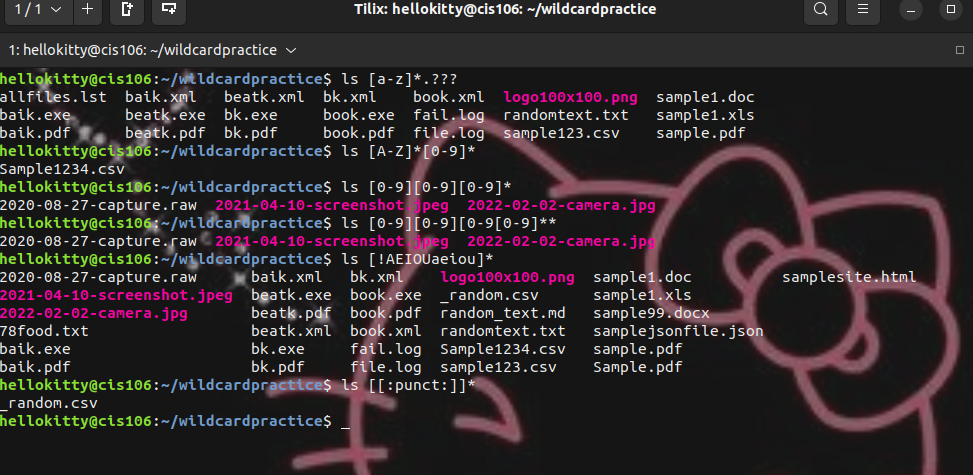 1 / 1
Tilix: hellokitty@cis106: ~/wildcardpractice
1: hellokitty@cis106: ~/wildcardpractice
hellokitty@cis106:~/wildcardpractice$ ls [a-z]*.???
allfiles.lst baik.xml beatk.xml bk.xml book.xml logo100x100.png sample1.doc
baik.exe beatk.exe bk.exe book.exe fail.log randomtext.txt sample1.xls
baik.pdf beatk.pdf bk.pdf book.pdf file.log sample123.csv sample.pdf
hellokitty@cis106:~/wildcardpractice$ ls [A-Z]*[0-9]*
Sample1234.csv
hellokitty@cis106:~/wildcardpractice$ ls [0-9][0-9][0-9]*
2020-08-27-capture.raw 2021-04-10-screenshot.jpeg 2022-02-02-camera.jpg
hellokitty@cis106:~/wildcardpractice$ ls [0-9][0-9][0-9[0-9]**
2020-08-27-capture.raw 2021-04-10-screenshot.jpeg 2022-02-02-camera.jpg
hellokitty@cis106:~/wildcardpractice$ ls [!AEIOUaeiou]*
2020-08-27-capture.raw baik.xml bk.xml logo100x100.png sample1.doc samplesite.html
2021-04-10-screenshot.jpeg beatk.exe book.exe _random.csv sample1.xls
2022-02-02-camera.jpg beatk.pdf book.pdf random_text.md sample99.docx
78food.txt beatk.xml book.xml randomtext.txt samplejsonfile.json
baik.exe bk.exe fail.log Sample1234.csv sample.pdf
baik.pdf bk.pdf file.log sample123.csv Sample.pdf
hellokitty@cis106:~/wildcardpractice$ ls [[:punct:]]*
_random.csv
hellokitty@cis106:~/wildcardpractice$ _